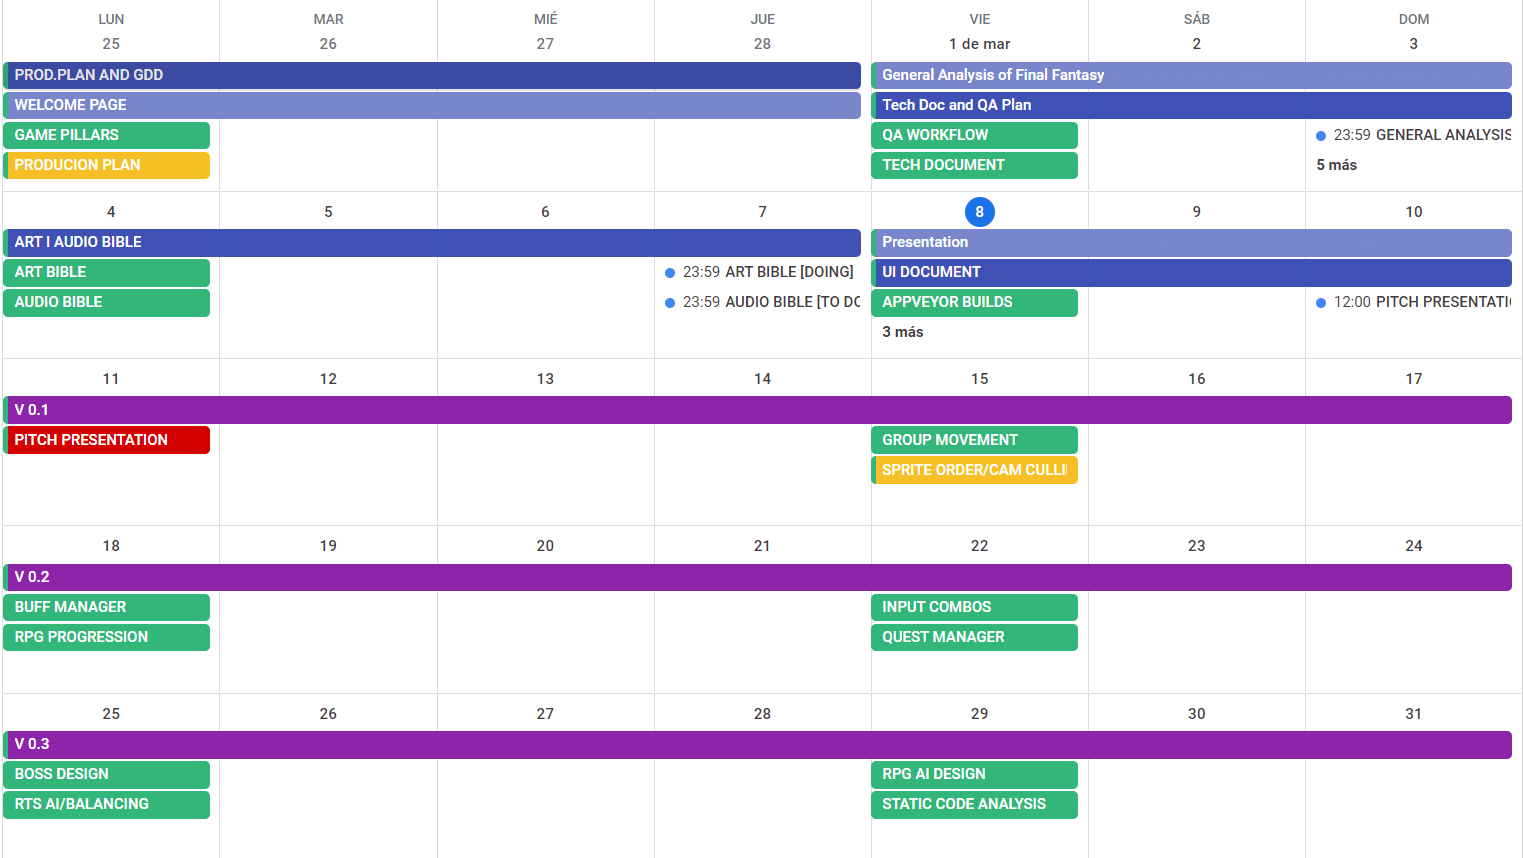 LUN MAR MIÉ JUE VIE SÁB DOM
25 26 27 28 1 de mar 2 3
PROD.PLAN AND GDD General Analysis of Final Fantasy
WELCOME PAGE Tech Doc and QA Plan
GAME PILLARS QA WORKFLOW 23:59 GENERAL ANALYSIS
PRODUCION PLAN TECH DOCUMENT 5 más
4 5 6 7 8 9 10
ART I AUDIO BIBLE Presentation
ART BIBLE 23:59 ART BIBLE [DOING] UI DOCUMENT
AUDIO BIBLE 23:59 AUDIO BIBLE [TO DO APPVEYOR BUILDS 12:00 PITCH PRESENTATI
3 más
11 12 13 14 15 16 17
V 0.1
PITCH PRESENTATION GROUP MOVEMENT
SPRITE ORDER/CAM CULLI
18 19 20 21 22 23 24
V 0.2
BUFF MANAGER INPUT COMBOS
RPG PROGRESSION QUEST MANAGER
25 26 27 28 29 30 31
V 0.3
BOSS DESIGN RPG AI DESIGN
RTS AI/BALANCING STATIC CODE ANALYSIS